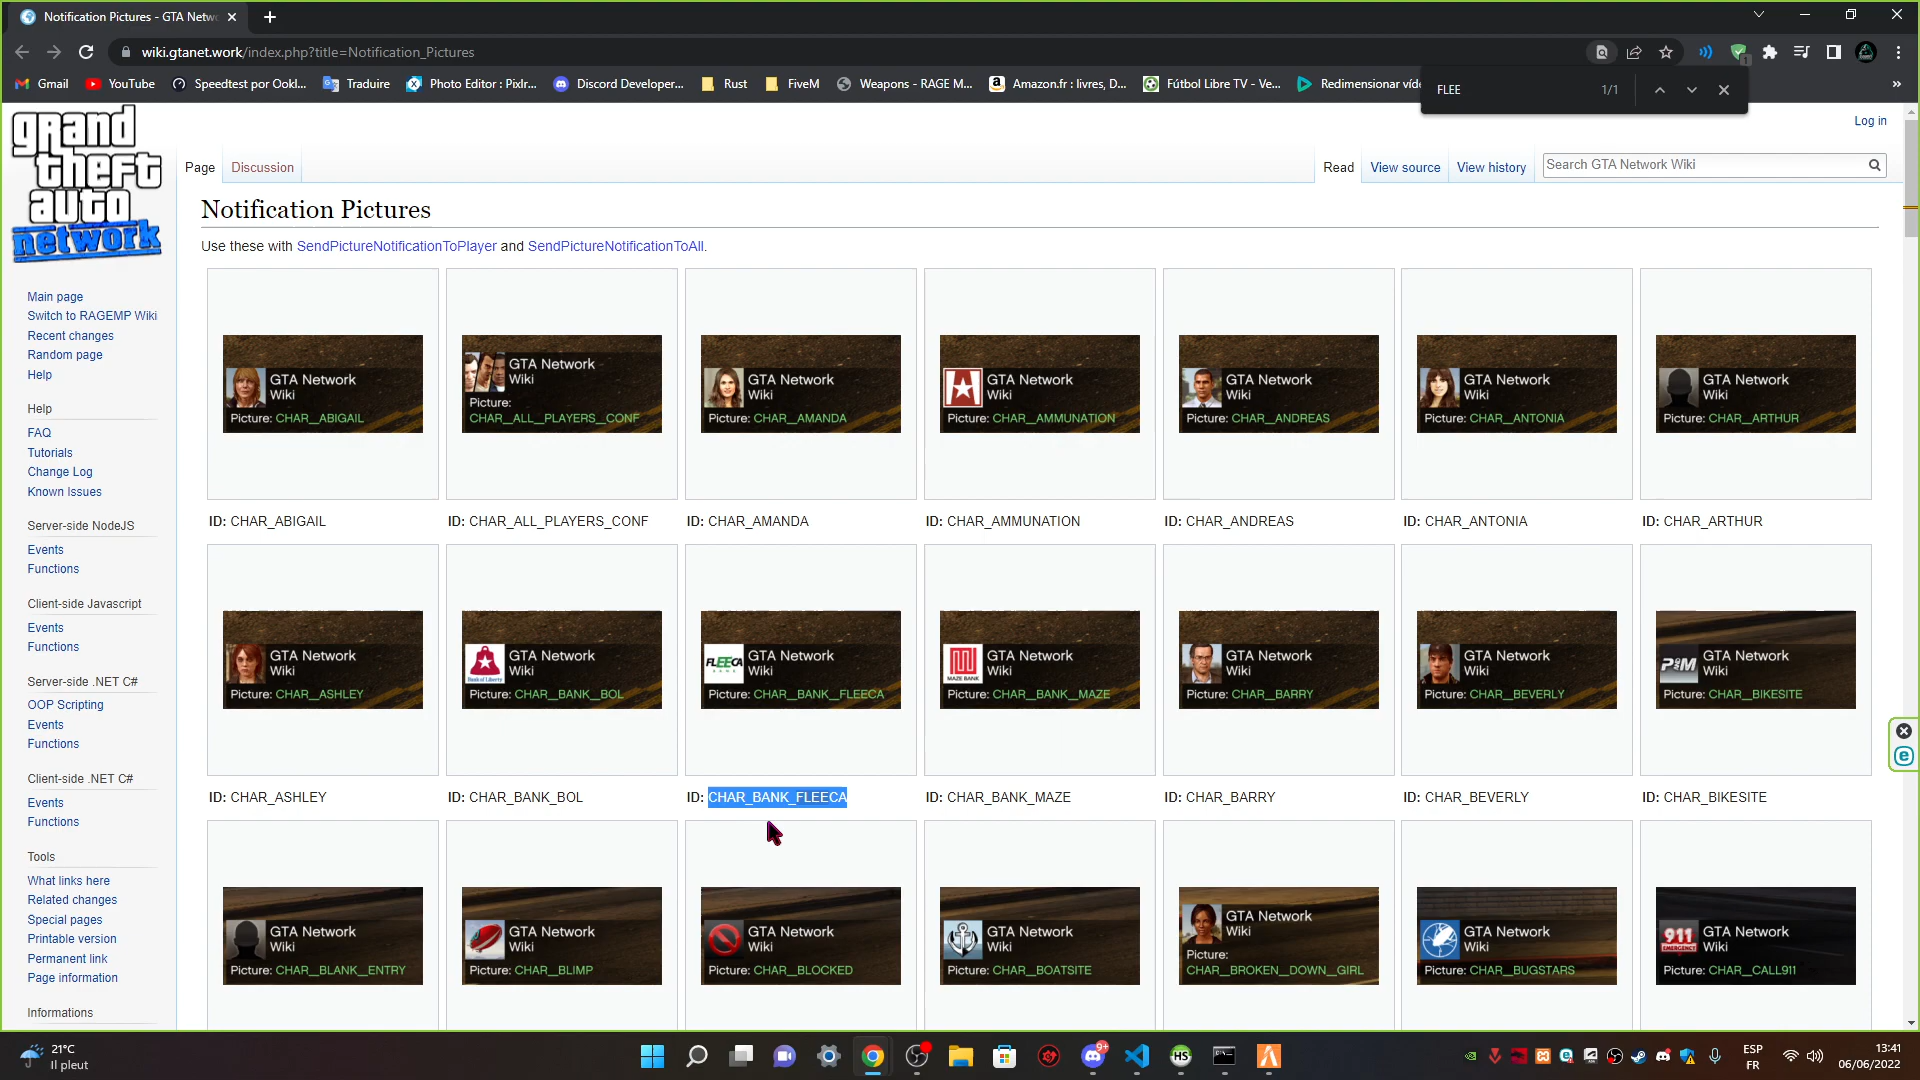 Notification Pictures - GTA Netw
wiki.gtanet.work/index.php?title=Notification_Pictures
Gmail YouTube Speedtest por Ookl... Traduire Photo Editor : Pixlr... Discord Developer... Rust FiveM Weapons - RAGE M... Amazon.fr : livres, D... Fútbol Libre TV - Ve... Redimensionar víde »
FLEE 1/1
Log in
grand
theft
auto
network
Page Discussion Read View source View history Search GTA Network Wiki
Notification Pictures
Use these with SendPictureNotificationToPlayer and SendPictureNotificationToAll.
Main page
Switch to RAGEMP Wiki
Recent changes
Random page
Help
Help
FAQ
Tutorials
Change Log
Known Issues
Server-side NodeJS
Events
Functions
Client-side Javascript
Events
Functions
Server-side .NET C#
OOP Scripting
Events
Functions
Client-side .NET C#
Events
Functions
Tools
What links here
Related changes
Special pages
Printable version
Permanent link
Page information
Informations
GTA Network
Wiki
Picture: CHAR_ABIGAIL
GTA Network
Wiki
Picture:
CHAR_ALL_PLAYERS_CONF
GTA Network
Wiki
Picture: CHAR_AMANDA
GTA Network
Wiki
Picture: CHAR_AMMUNATION
GTA Network
Wiki
Picture: CHAR_ANDREAS
GTA Network
Wiki
Picture: CHAR_ANTONIA
GTA Network
Wiki
Picture: CHAR_ARTHUR
ID: CHAR_ABIGAIL ID: CHAR_ALL_PLAYERS_CONF ID: CHAR_AMANDA ID: CHAR_AMMUNATION ID: CHAR_ANDREAS ID: CHAR_ANTONIA ID: CHAR_ARTHUR
GTA Network
Wiki
Picture: CHAR_ASHLEY
Bank of Liberty
GTA Network
Wiki
Picture: CHAR_BANK_BOL
FLEECA
BANK
GTA Network
Wiki
Picture: CHAR_BANK_FLEECA
MAZE BANK
GTA Network
Wiki
Picture: CHAR_BANK_MAZE
GTA Network
Wiki
Picture: CHAR_BARRY
GTA Network
Wiki
Picture: CHAR_BEVERLY
P&M
GTA Network
Wiki
Picture: CHAR_BIKESITE
ID: CHAR_ASHLEY ID: CHAR_BANK_BOL ID: CHAR_BANK_FLEECA ID: CHAR_BANK_MAZE ID: CHAR_BARRY ID: CHAR_BEVERLY ID: CHAR_BIKESITE
GTA Network
Wiki
Picture: CHAR_BLANK_ENTRY
GTA Network
Wiki
Picture: CHAR_BLIMP
GTA Network
Wiki
Picture: CHAR_BLOCKED
GTA Network
Wiki
Picture: CHAR_BOATSITE
GTA Network
Wiki
Picture:
CHAR_BROKEN_DOWN_GIRL
GTA Network
Wiki
Picture: CHAR_BUGSTARS
911
EMERGENCY
GTA Network
Wiki
Picture: CHAR_CALL911
21°C
Il pleut
9+
HS
ESP
FR
13:41
06/06/2022